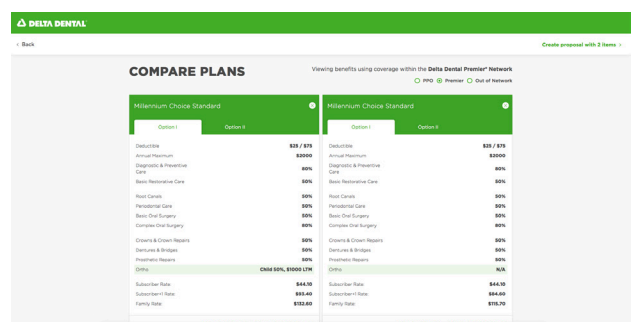 DELTA DENTAL
‹ Back
Create proposal with 2 items ›
COMPARE PLANS
Viewing benefits using coverage within the Delta Dental Premier® Network
PPO Premier Out of Network
Millennium Choice Standard
Option I Option II
Deductible $25 / $75
Annual Maximum $2000
Diagnostic & Preventive Care 80%
Basic Restorative Care 50%
Root Canals 50%
Periodontal Care 50%
Basic Oral Surgery 50%
Complex Oral Surgery 80%
Crowns & Crown Repairs 50%
Dentures & Bridges 50%
Prosthetic Repairs 50%
Ortho Child 50%, $1000 LTM
Subscriber Rate $44.10
Subscriber+1 Rate $93.40
Family Rate $132.60
Millennium Choice Standard
Option I Option II
Deductible $25 / $75
Annual Maximum $2000
Diagnostic & Preventive Care 80%
Basic Restorative Care 50%
Root Canals 50%
Periodontal Care 50%
Basic Oral Surgery 50%
Complex Oral Surgery 80%
Crowns & Crown Repairs 50%
Dentures & Bridges 50%
Prosthetic Repairs 50%
Ortho N/A
Subscriber Rate $44.10
Subscriber+1 Rate $84.60
Family Rate $115.70